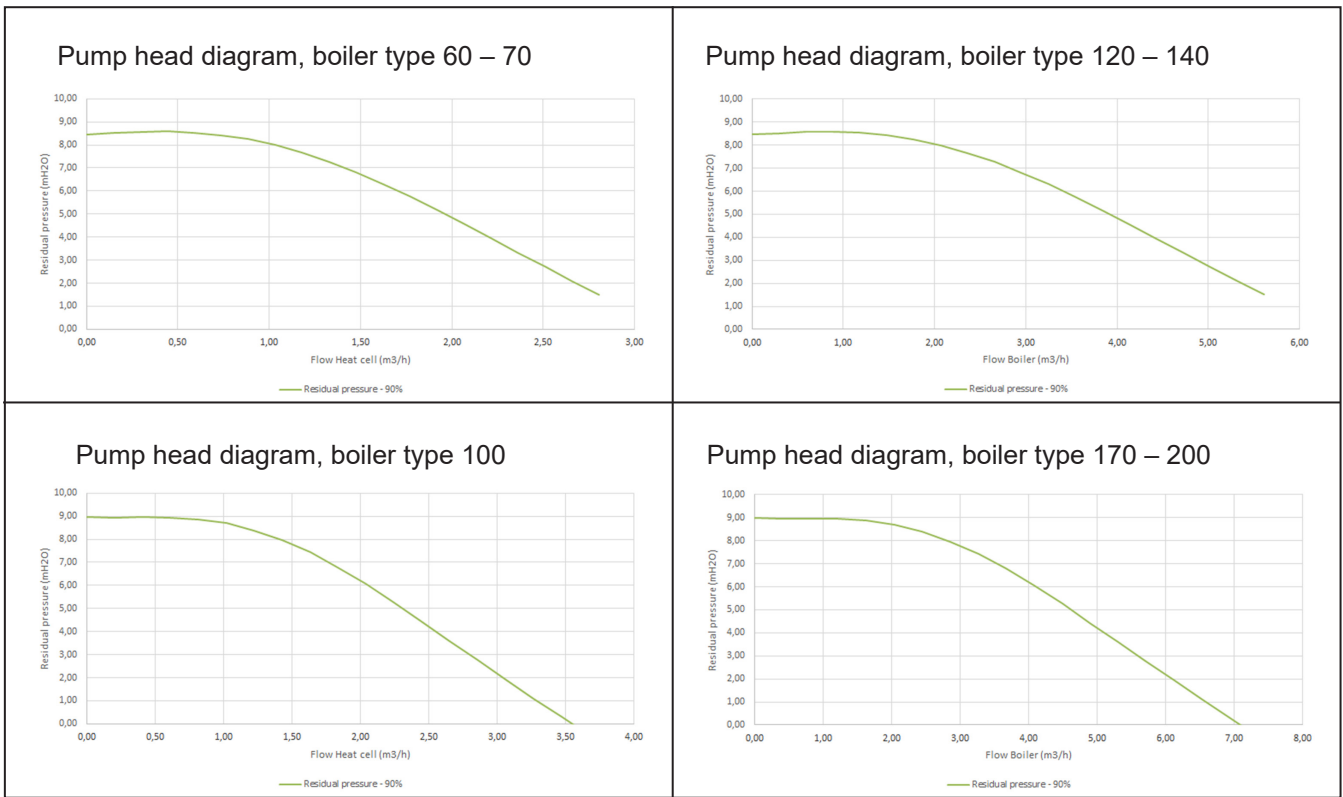 Pump head diagram, boiler type 60 – 70
10,00
9,00
8,00
7,00
6,00
5,00
4,00
3,00
2,00
1,00
0,00
Residual pressure (mH2O)
0,00 0,50 1,00 1,50 2,00 2,50 3,00
Flow Heat cell (m3/h)
Residual pressure - 90%
Pump head diagram, boiler type 120 – 140
10,00
9,00
8,00
7,00
6,00
5,00
4,00
3,00
2,00
1,00
0,00
Residual pressure (mH2O)
0,00 1,00 2,00 3,00 4,00 5,00 6,00
Flow Boiler (m3/h)
Residual pressure - 90%
Pump head diagram, boiler type 100
10,00
9,00
8,00
7,00
6,00
5,00
4,00
3,00
2,00
1,00
0,00
Residual pressure (mH2O)
0,00 0,50 1,00 1,50 2,00 2,50 3,00 3,50 4,00
Flow Heat cell (m3/h)
Residual pressure - 90%
Pump head diagram, boiler type 170 – 200
10,00
9,00
8,00
7,00
6,00
5,00
4,00
3,00
2,00
1,00
0,00
Residual pressure (mH2O)
0,00 1,00 2,00 3,00 4,00 5,00 6,00 7,00 8,00
Flow Boiler (m3/h)
Residual pressure - 90%